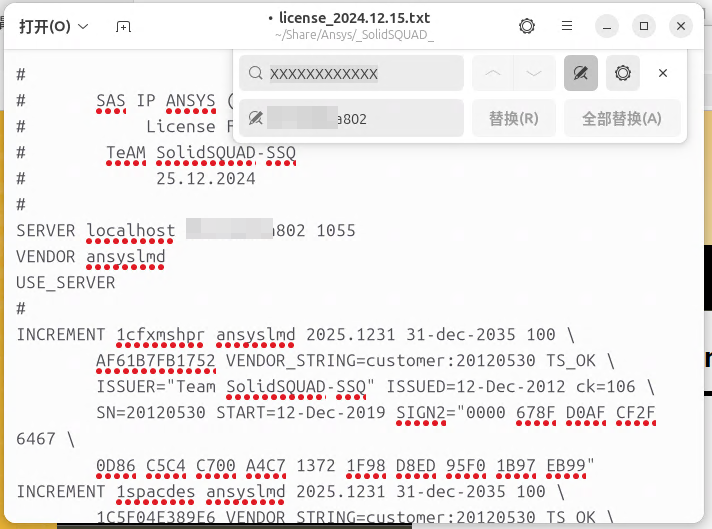 打开(O)
• license_2024.12.15.txt
~/Share/Ansys/_SolidSQUAD_
XXXXXXXXXXXX
a802
替换(R)
全部替换(A)
#
# SAS IP ANSYS (
# License F
# TeAM SolidSQUAD-SSQ
# 25.12.2024
#
SERVER localhost a802 1055
VENDOR ansyslmd
USE_SERVER
#
INCREMENT 1cfxmshpr ansyslmd 2025.1231 31-dec-2035 100 \
AF61B7FB1752 VENDOR_STRING=customer:20120530 TS_OK \
ISSUER="Team SolidSQUAD-SSQ" ISSUED=12-Dec-2012 ck=106 \
SN=20120530 START=12-Dec-2019 SIGN2="0000 678F D0AF CF2F
6467 \
0D86 C5C4 C700 A4C7 1372 1F98 D8ED 95F0 1B97 EB99"
INCREMENT 1spacdes ansyslmd 2025.1231 31-dec-2035 100 \
1C5F04E389E6 VENDOR_STRING=customer:20120530 TS_OK \